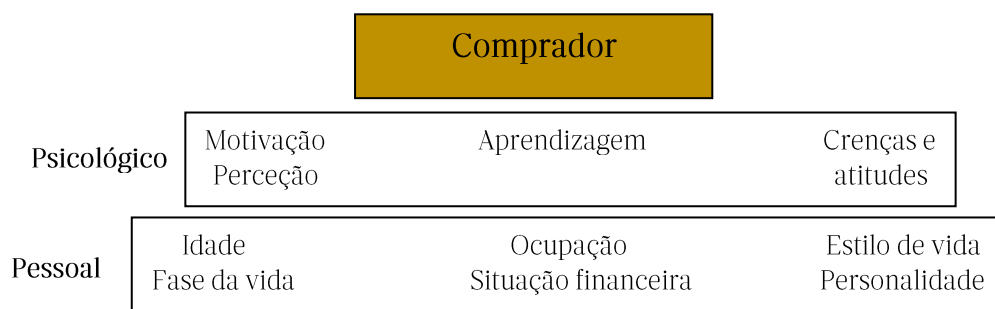 Comprador
Motivação Aprendizagem Crenças e
Psicológico
Perceção atitudes
Idade Ocupação Estilo de vida
Pessoal
Fase da vida Situação financeira Personalidade